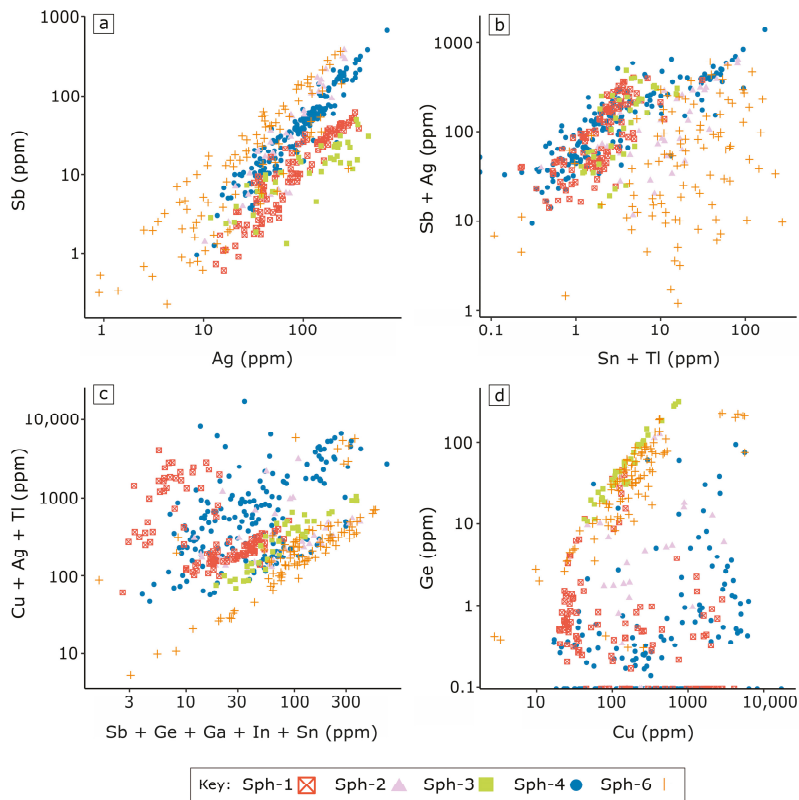 a
1000
100
10
1
Sb (ppm)
1
10
100
Ag (ppm)
b
1000
100
10
1
Sb + Ag (ppm)
0.1
1
10
100
Sn + Tl (ppm)
c
10,000
1000
100
10
Cu + Ag + Tl (ppm)
3
10
30
100
300
Sb + Ge + Ga + In + Sn (ppm)
d
100
10
1
0.1
Ge (ppm)
10
100
1000
10,000
Cu (ppm)
Key: Sph-1 Sph-2 Sph-3 Sph-4 Sph-6